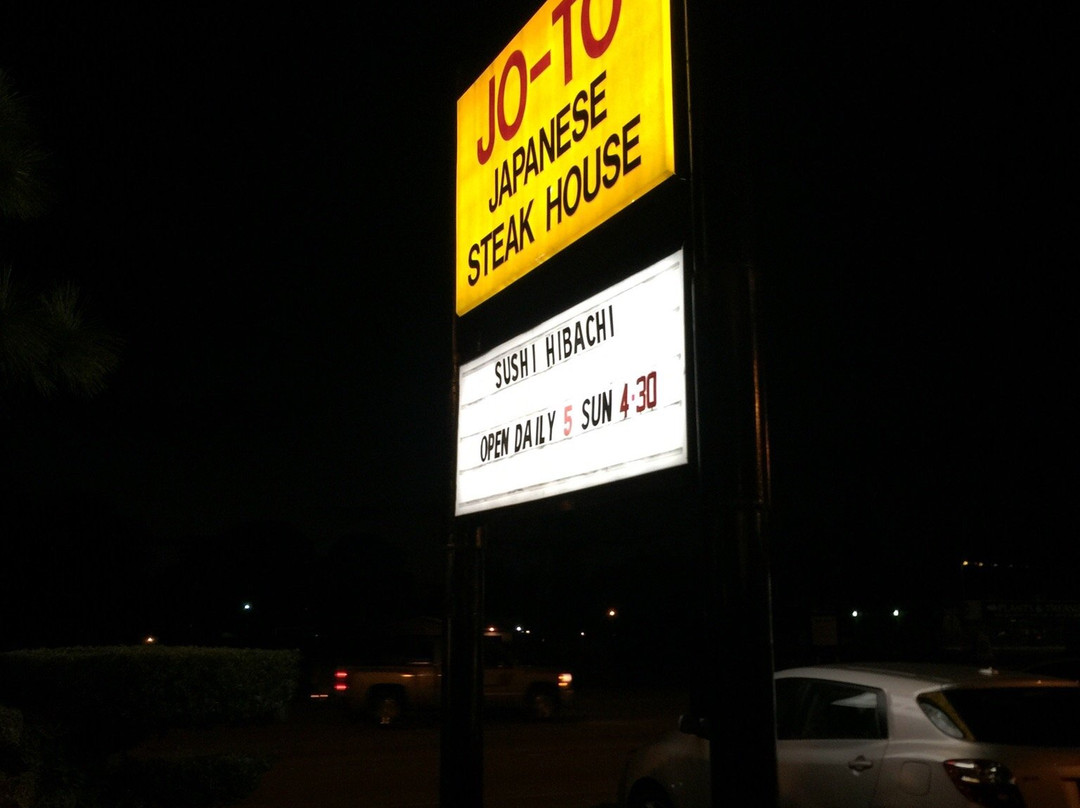 JO-TO
JAPANESE
STEAK HOUSE
SUSHI HIBACHI
OPEN DAILY 5 SUN 4:30